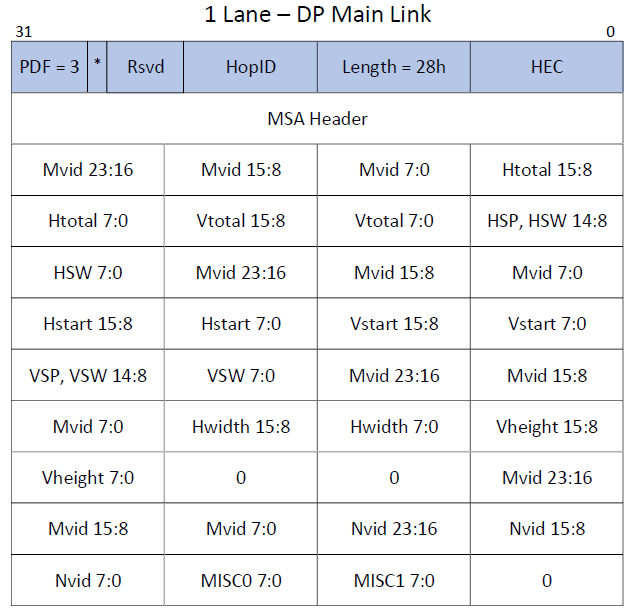 1 Lane – DP Main Link
31 0
PDF = 3 * Rsvd HopID Length = 28h HEC
MSA Header
Mvid 23:16 Mvid 15:8 Mvid 7:0 Htotal 15:8
Htotal 7:0 Vtotal 15:8 Vtotal 7:0 HSP, HSW 14:8
HSW 7:0 Mvid 23:16 Mvid 15:8 Mvid 7:0
Hstart 15:8 Hstart 7:0 Vstart 15:8 Vstart 7:0
VSP, VSW 14:8 VSW 7:0 Mvid 23:16 Mvid 15:8
Mvid 7:0 Hwidth 15:8 Hwidth 7:0 Vheight 15:8
Vheight 7:0 0 0 Mvid 23:16
Mvid 15:8 Mvid 7:0 Nvid 23:16 Nvid 15:8
Nvid 7:0 MISC0 7:0 MISC1 7:0 0